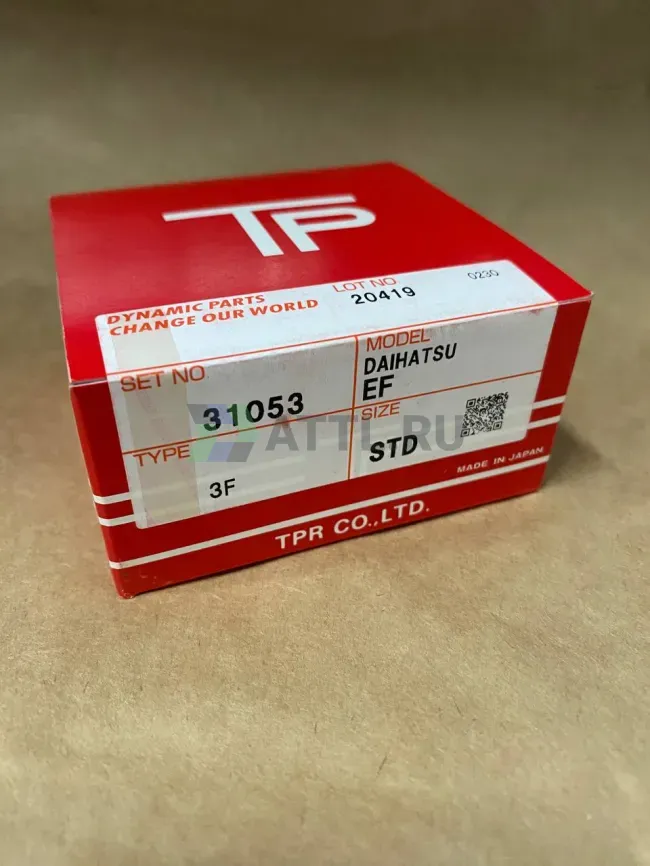 TP
DYNAMIC PARTS
CHANGE OUR WORLD
LOT NO
20419
0230
SET NO
31053
MODEL
DAIHATSU
EF
TYPE
3F
SIZE
STD
ATTL.RU
MADE IN JAPAN
TPR CO.,LTD.